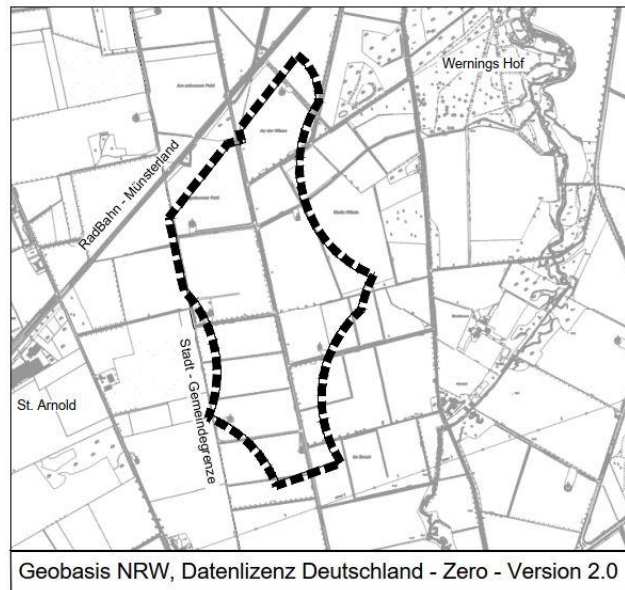 Wernings Hof
RadBahn - Münsterland
Stadt - Gemeindegrenze
St. Arnold
Geobasis NRW, Datenlizenz Deutschland - Zero - Version 2.0